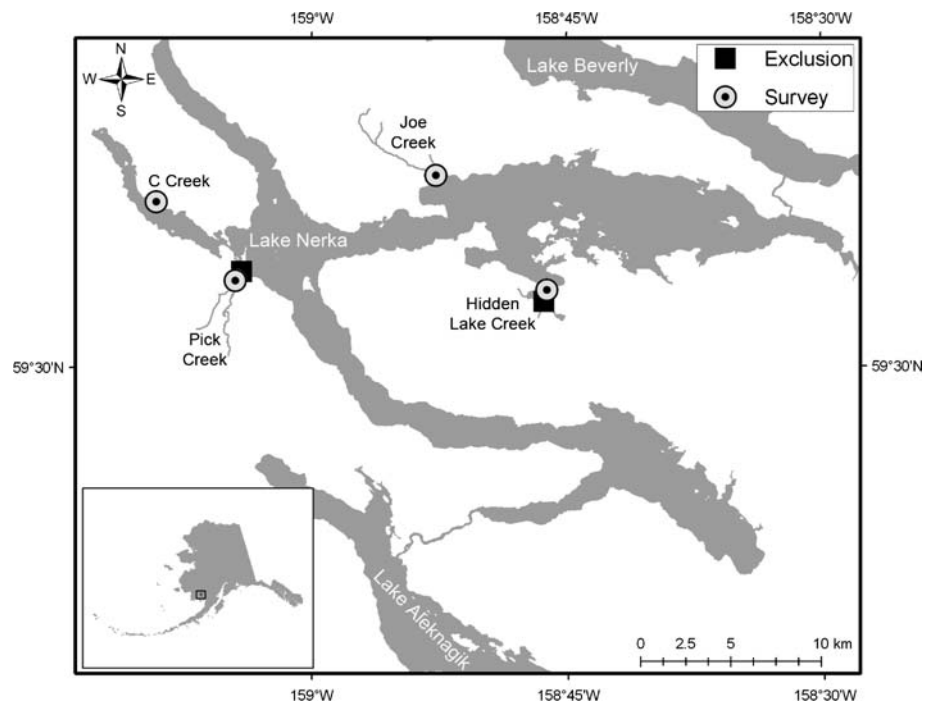 159°W
158°45'W
158°30'W
N
W
E
S
Lake Beverly
Exclusion
Survey
Joe
Creek
C Creek
Lake Nerka
Hidden
Lake Creek
Pick
Creek
59°30'N
59°30'N
Lake Aleknagik
0 2.5 5 10 km
159°W
158°45'W
158°30'W